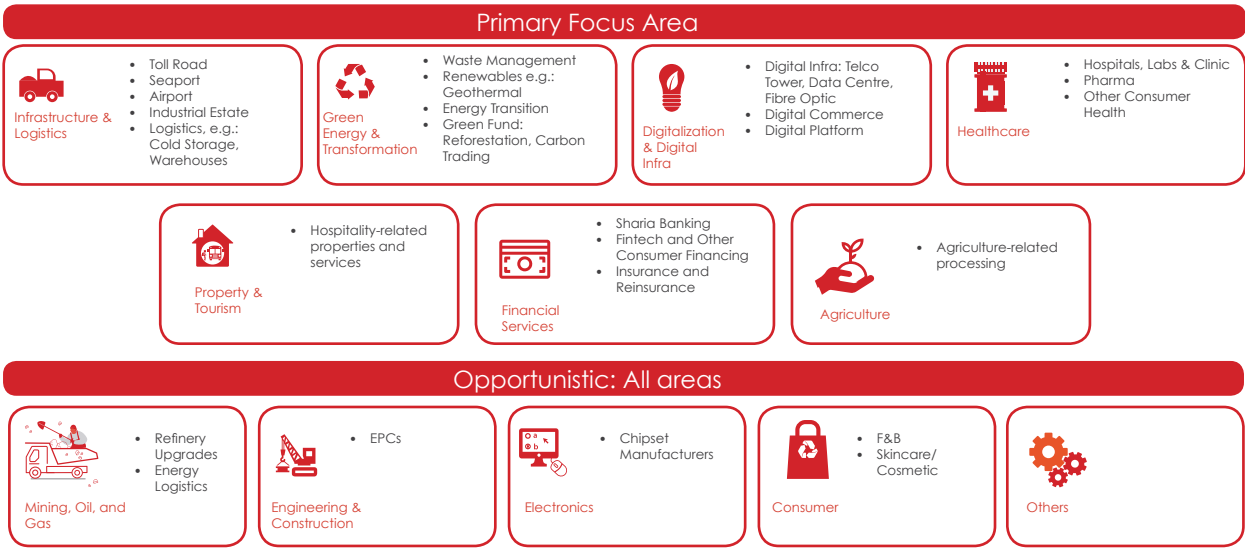 Primary Focus Area
Infrastructure &
Logistics
• Toll Road
• Seaport
• Airport
• Industrial Estate
• Logistics, e.g.:
Cold Storage,
Warehouses
Green
Energy &
Transformation
• Waste Management
• Renewables e.g.:
Geothermal
• Energy Transition
• Green Fund:
Reforestation, Carbon
Trading
Digitalization
& Digital
Infra
• Digital Infra: Telco
Tower, Data Centre,
Fibre Optic
• Digital Commerce
• Digital Platform
Healthcare
• Hospitals, Labs & Clinic
• Pharma
• Other Consumer
Health
Property &
Tourism
• Hospitality-related
properties and
services
Financial
Services
• Sharia Banking
• Fintech and Other
Consumer Financing
• Insurance and
Reinsurance
Agriculture
• Agriculture-related
processing
Opportunistic: All areas
Mining, Oil, and
Gas
• Refinery
Upgrades
• Energy
Logistics
Engineering &
Construction
• EPCs
a
b
Electronics
• Chipset
Manufacturers
Consumer
• F&B
• Skincare/
Cosmetic
Others